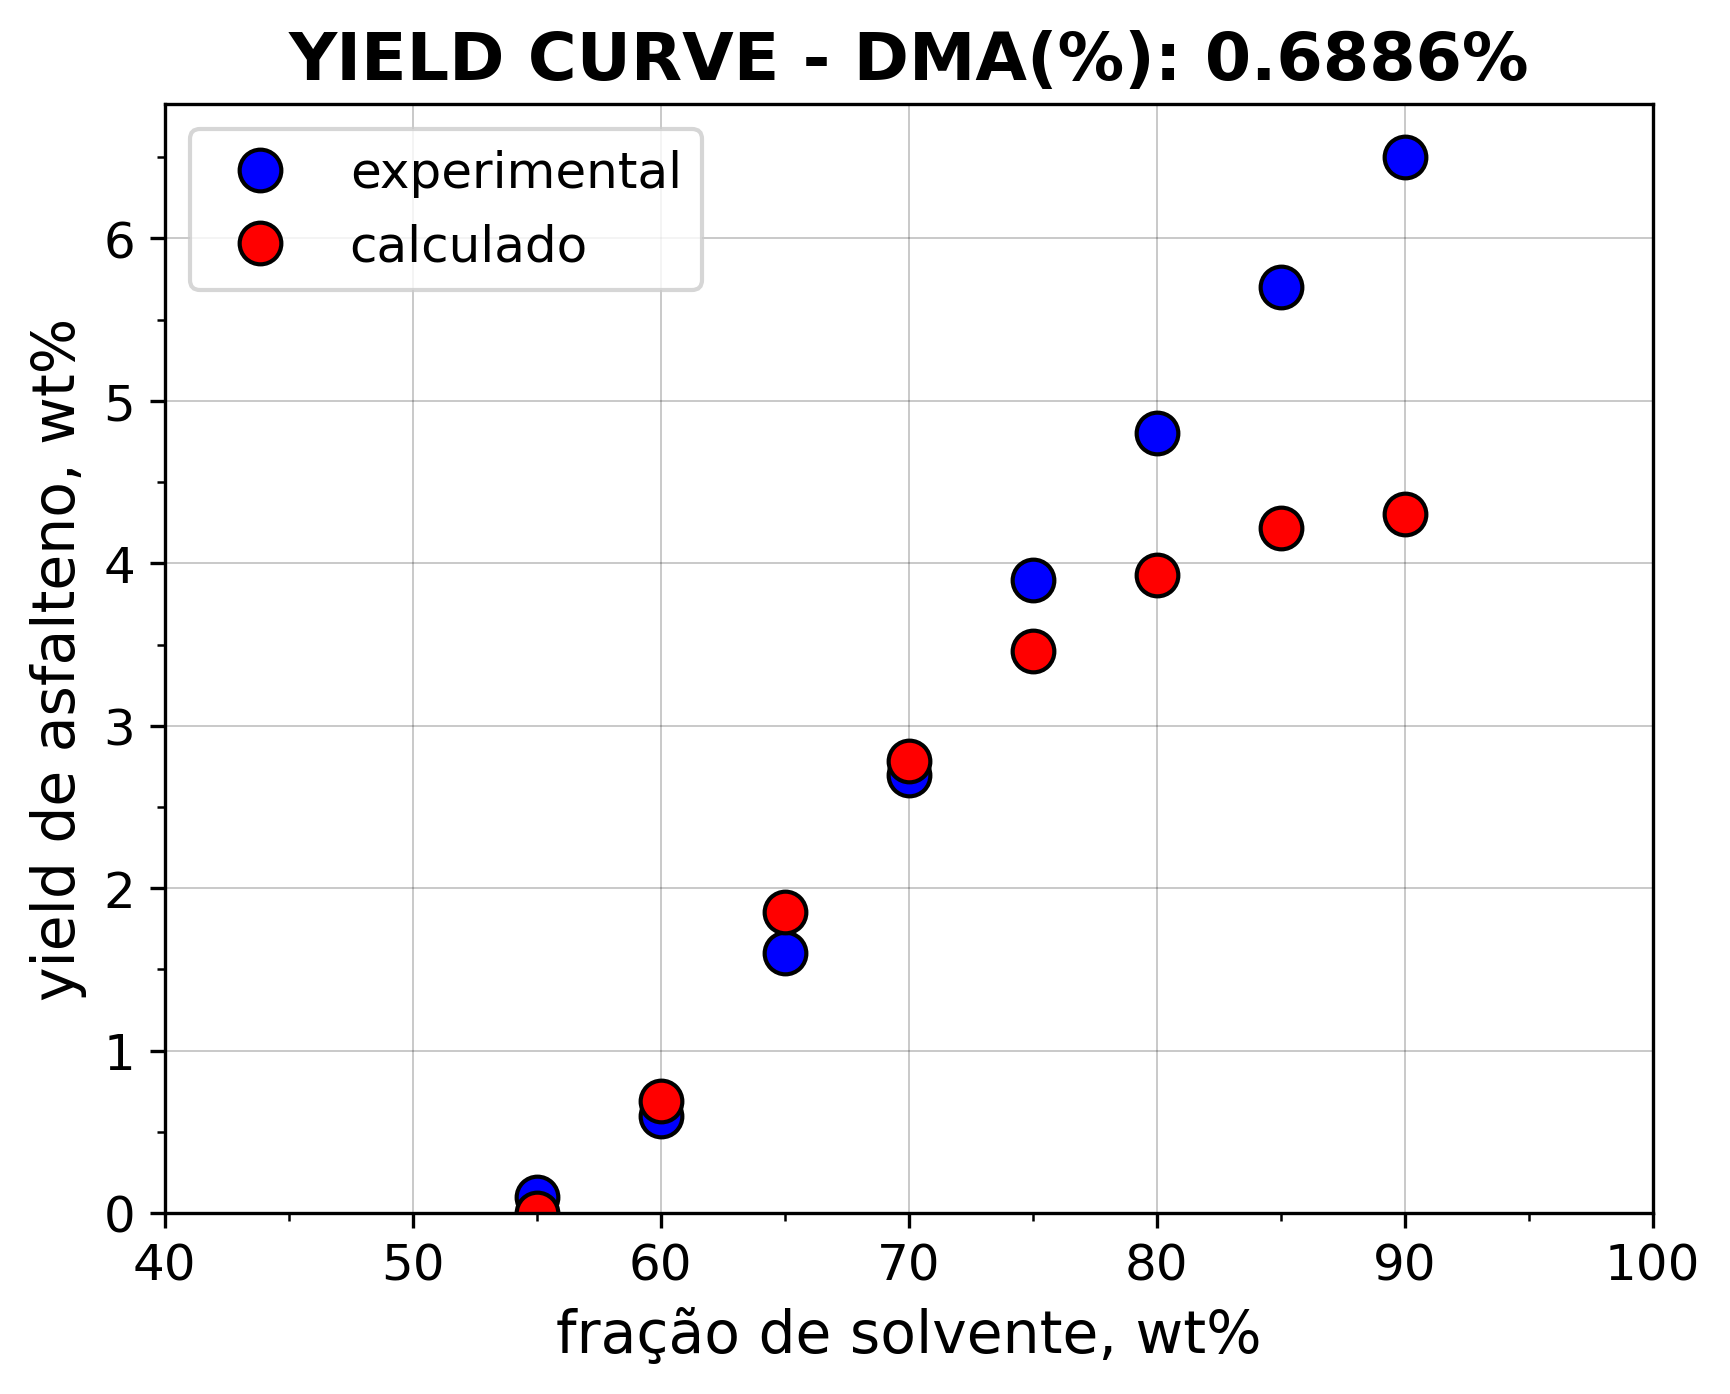 YIELD CURVE - DMA(%): 0.6886%
experimental
calculado
yield de asfalteno, wt%
6
5
4
3
2
1
0
40 50 60 70 80 90 100
fração de solvente, wt%